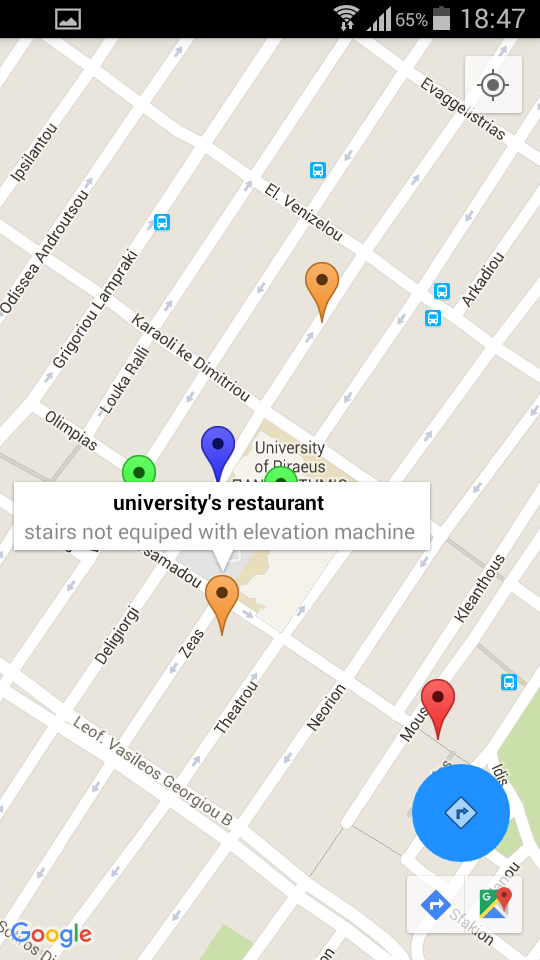 65%
18:47
Evaggelistrias
Ipsilantou
El. Venizelou
Odissea Androutsou
Arkadiou
Grigoriou Lampraki
Karaoli ke Dimitriou
Louka Ralli
Olimpias
University
of Piraeus
university's restaurant
stairs not equiped with elevation machine
samadou
Kleanthous
Deligiorgi
Zeas
Theatrou
Neorion
Mous
Leof. Vasileos Georgiou B
Idis
Sfakion
Google